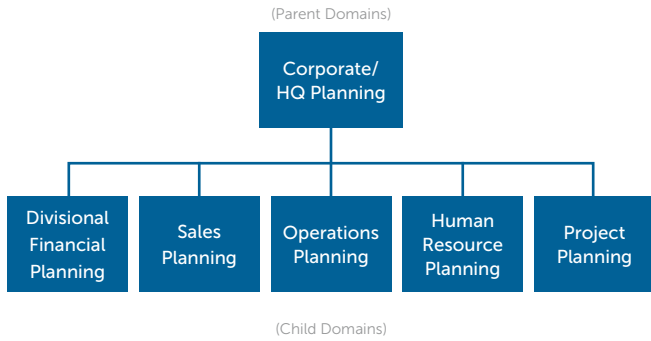 (Parent Domains)
Corporate/
HQ Planning
Divisional
Financial
Planning
Sales
Planning
Operations
Planning
Human
Resource
Planning
Project
Planning
(Child Domains)